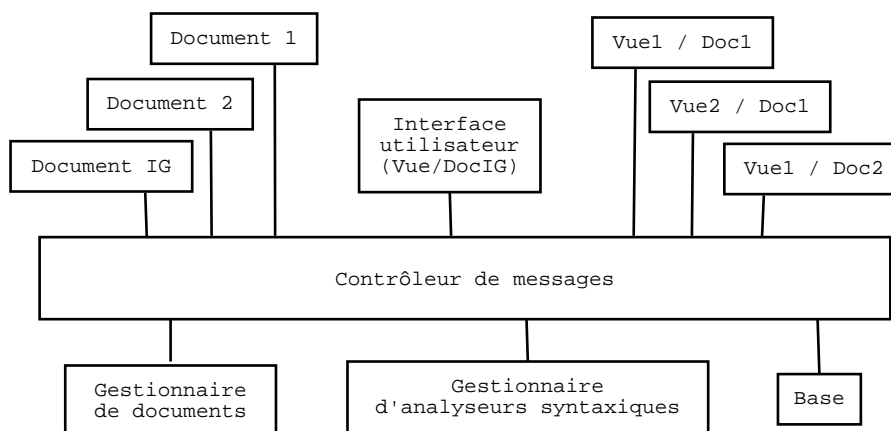 Document 1
Vue1 / Doc1
Document 2
Vue2 / Doc1
Interface
utilisateur
(Vue/DocIG)
Document IG
Vue1 / Doc2
Contrôleur de messages
Gestionnaire
de documents
Gestionnaire
d'analyseurs syntaxiques
Base